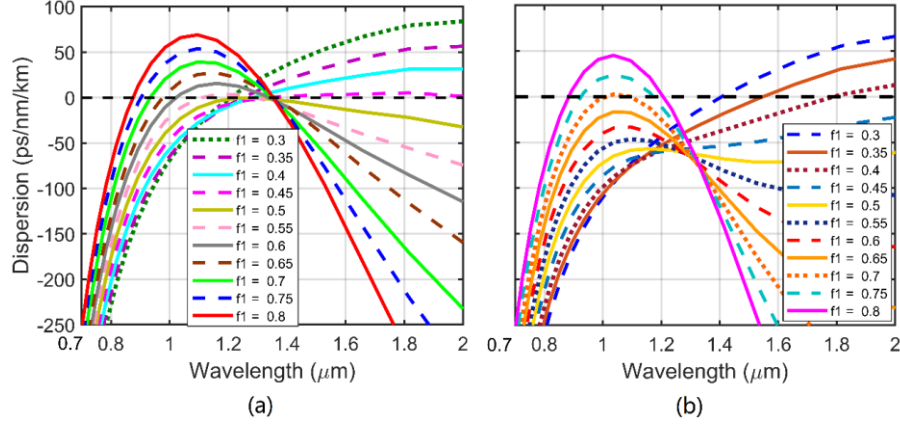 100
50
0
-50
-100
-150
-200
-250
Dispersion (ps/nm/km)
f1 = 0.3
f1 = 0.35
f1 = 0.4
f1 = 0.45
f1 = 0.5
f1 = 0.55
f1 = 0.6
f1 = 0.65
f1 = 0.7
f1 = 0.75
f1 = 0.8
0.7 0.8 1 1.2 1.4 1.6 1.8 2
Wavelength (μm)
(a)
f1 = 0.3
f1 = 0.35
f1 = 0.4
f1 = 0.45
f1 = 0.5
f1 = 0.55
f1 = 0.6
f1 = 0.65
f1 = 0.7
f1 = 0.75
f1 = 0.8
0.7 0.8 1 1.2 1.4 1.6 1.8 2
Wavelength (μm)
(b)